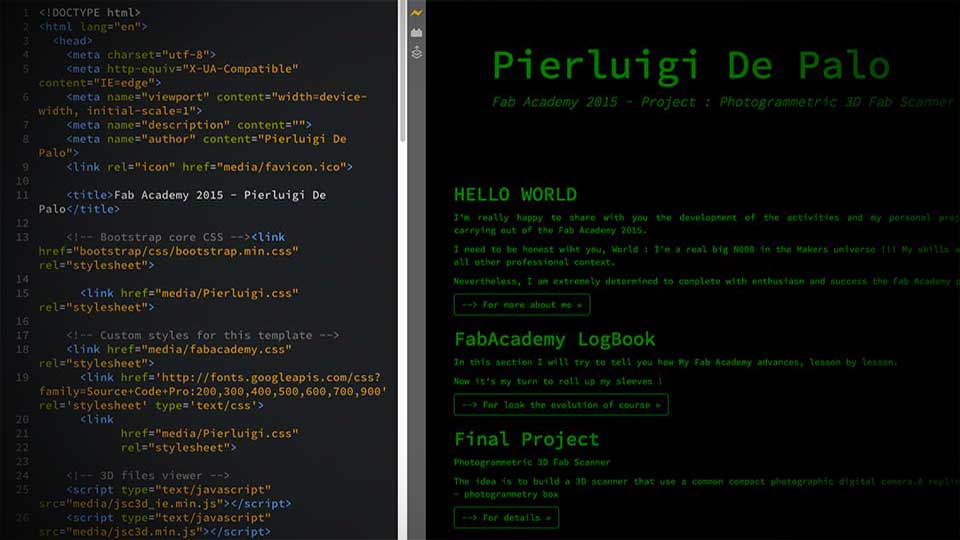 1 <!DOCTYPE html>
2 <html lang="en">
3 <head>
4 <meta charset="utf-8">
5 <meta http-equiv="X-UA-Compatible"
content="IE=edge">
6 <meta name="viewport" content="width=device-
width, initial-scale=1">
7 <meta name="description" content="">
8 <meta name="author" content="Pierluigi De
Palo">
9 <link rel="icon" href="media/favicon.ico">
10
11 <title>Fab Academy 2015 - Pierluigi De
Palo</title>
12
13 <!-- Bootstrap core CSS --><link
href="bootstrap/css/bootstrap.min.css"
rel="stylesheet">
14
15 <link href="media/Pierluigi.css"
rel="stylesheet">
16
17 <!-- Custom styles for this template -->
18 <link href="media/fabacademy.css"
rel="stylesheet">
19 <link href='http://fonts.googleapis.com/css?
family=Source+Code+Pro:200,300,400,500,600,700,900'
rel='stylesheet' type='text/css'>
20 <link
21 href="media/Pierluigi.css"
22 rel="stylesheet">
23
24 <!-- 3D files viewer -->
25 <script type="text/javascript"
src="media/jsc3d_ie.min.js"></script>
26 <script type="text/javascript"
src="media/jsc3d.min.js"></script>
Pierluigi De Palo
Fab Academy 2015 - Project : Photogrammetric 3D Fab Scanner
HELLO WORLD
I'm really happy to share with you the development of the activities and my personal proj
carrying out of the Fab Academy 2015.
I need to be honest wiht you, World : I'm a real big N00B in the Makers universe !!! My skills
all other professional context.
Nevertheless, I am extremely determined to complete with enthusiasm and success the Fab Academy
--> For more about me »
FabAcademy LogBook
In this section I will try to tell you how My Fab Academy advances, lesson by lesson.
Now it's my turn to roll up my sleeves !
--> For look the evolution of course »
Final Project
Photogrammetric 3D Fab Scanner
The idea is to build a 3D scanner that use a common compact photographic digital camera.A
- photogrammetry box
--> For details »